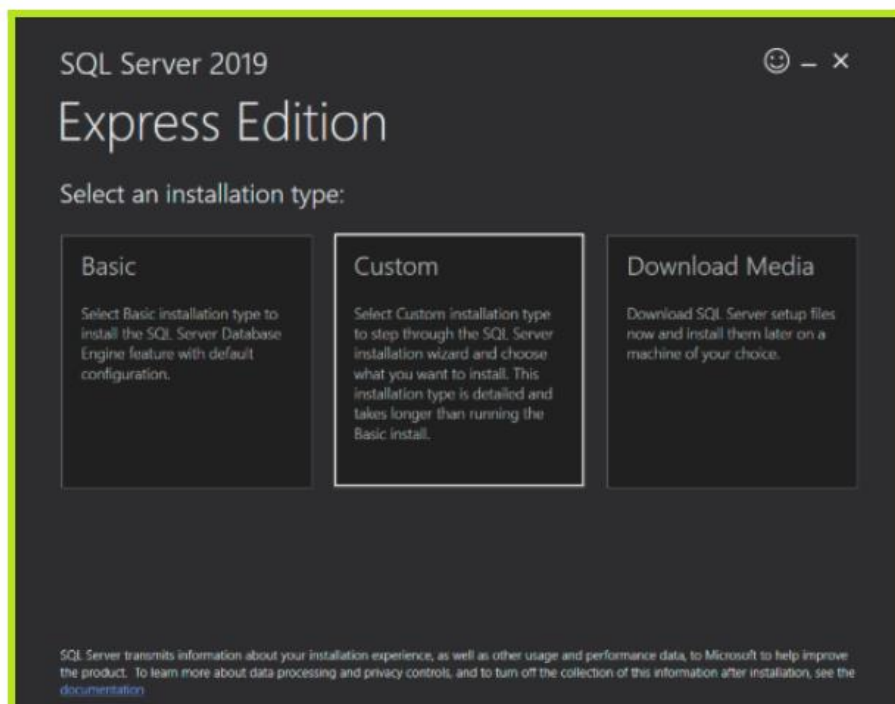 SQL Server 2019
Express Edition
Select an installation type:
Basic
Select Basic installation type to
install the SQL Server Database
Engine feature with default
configuration.
Custom
Select Custom installation type
to step through the SQL Server
installation wizard and choose
what you want to install. This
installation type is detailed and
takes longer than running the
Basic install.
Download Media
Download SQL Server setup files
now and install them later on a
machine of your choice.
SQL Server transmits information about your installation experience, as well as other usage and performance data, to Microsoft to help improve
the product. To learn more about data processing and privacy controls, and to turn off the collection of this information after installation, see the
documentation